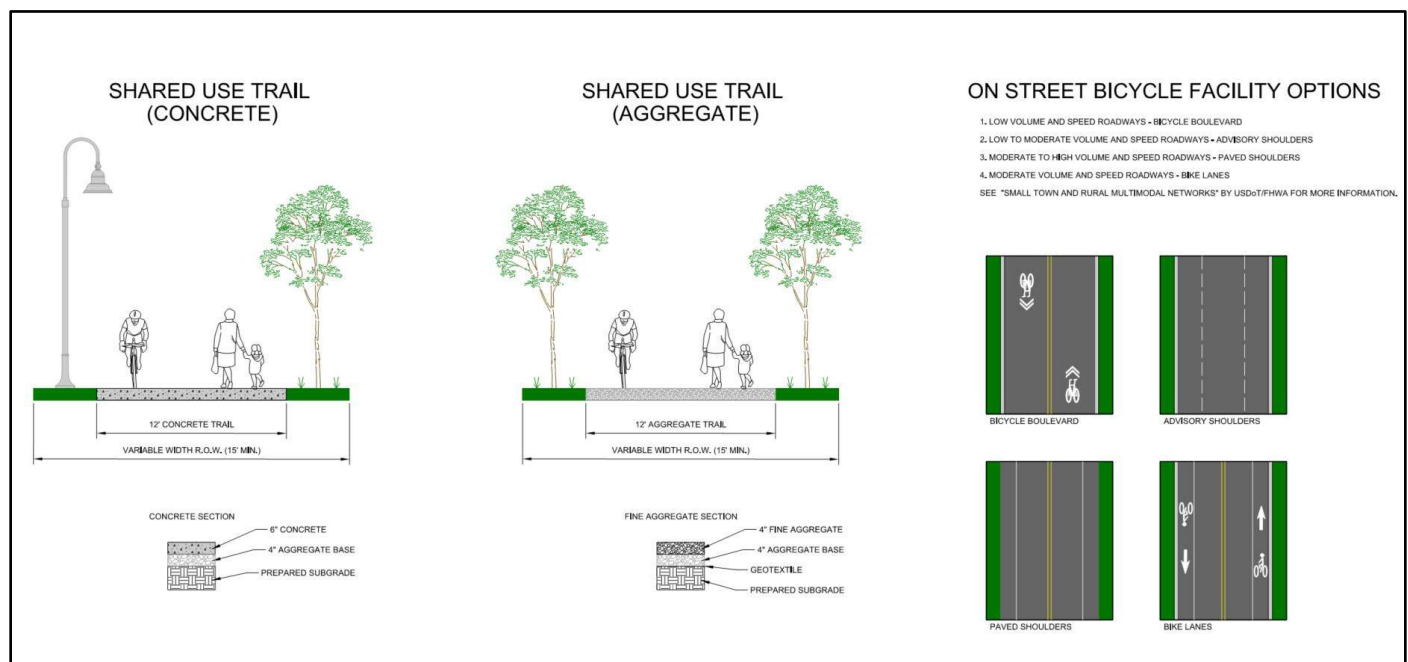 SHARED USE TRAIL
(CONCRETE)
12' CONCRETE TRAIL
VARIABLE WIDTH R.O.W. (15' MIN.)
CONCRETE SECTION
6" CONCRETE
4" AGGREGATE BASE
PREPARED SUBGRADE
SHARED USE TRAIL
(AGGREGATE)
12' AGGREGATE TRAIL
VARIABLE WIDTH R.O.W. (15' MIN.)
FINE AGGREGATE SECTION
4" FINE AGGREGATE
4" AGGREGATE BASE
GEOTEXTILE
PREPARED SUBGRADE
ON STREET BICYCLE FACILITY OPTIONS
1. LOW VOLUME AND SPEED ROADWAYS - BICYCLE BOULEVARD
2. LOW TO MODERATE VOLUME AND SPEED ROADWAYS - ADVISORY SHOULDERS
3. MODERATE TO HIGH VOLUME AND SPEED ROADWAYS - PAVED SHOULDERS
4. MODERATE VOLUME AND SPEED ROADWAYS - BIKE LANES
SEE "SMALL TOWN AND RURAL MULTIMODAL NETWORKS" BY USDoT/FHWA FOR MORE INFORMATION.
BICYCLE BOULEVARD
ADVISORY SHOULDERS
PAVED SHOULDERS
BIKE LANES